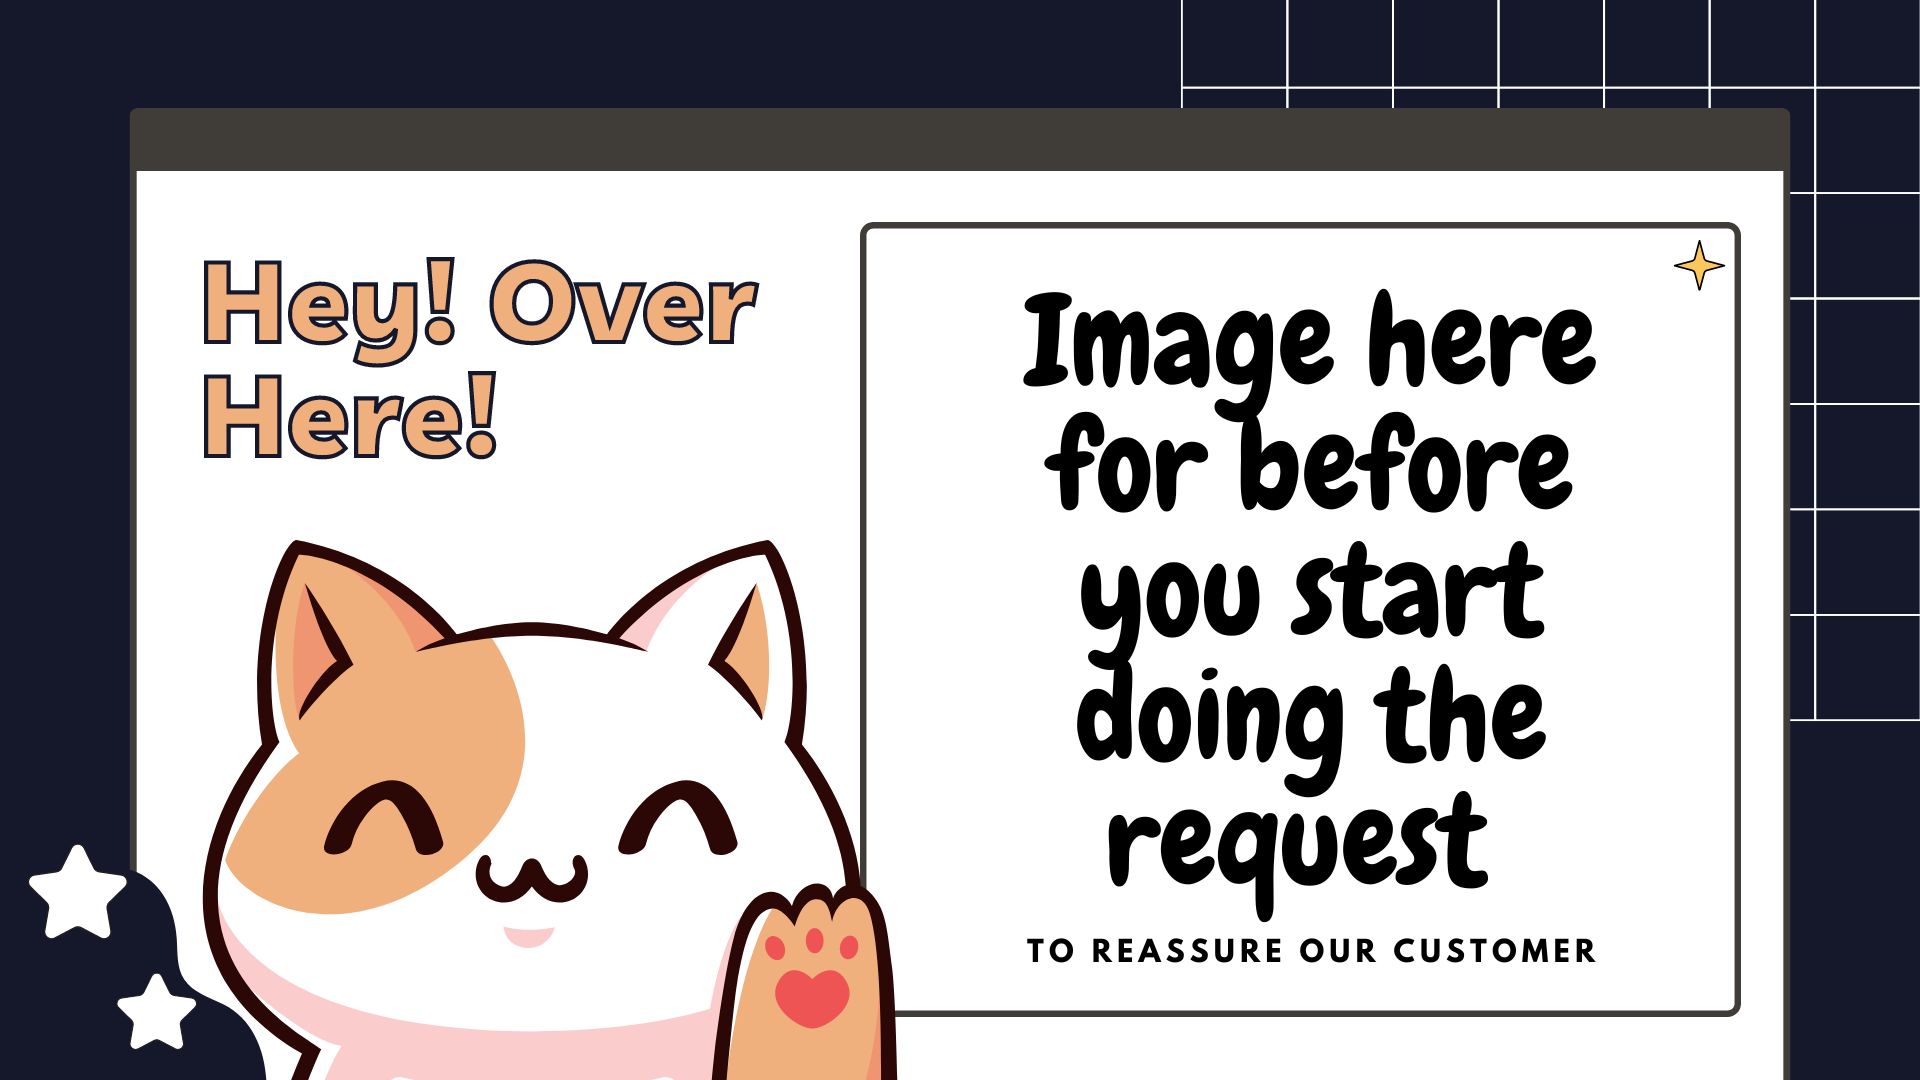 Hey! Over
Here!
Image here
for before
you start
doing the
request
TO REASSURE OUR CUSTOMER